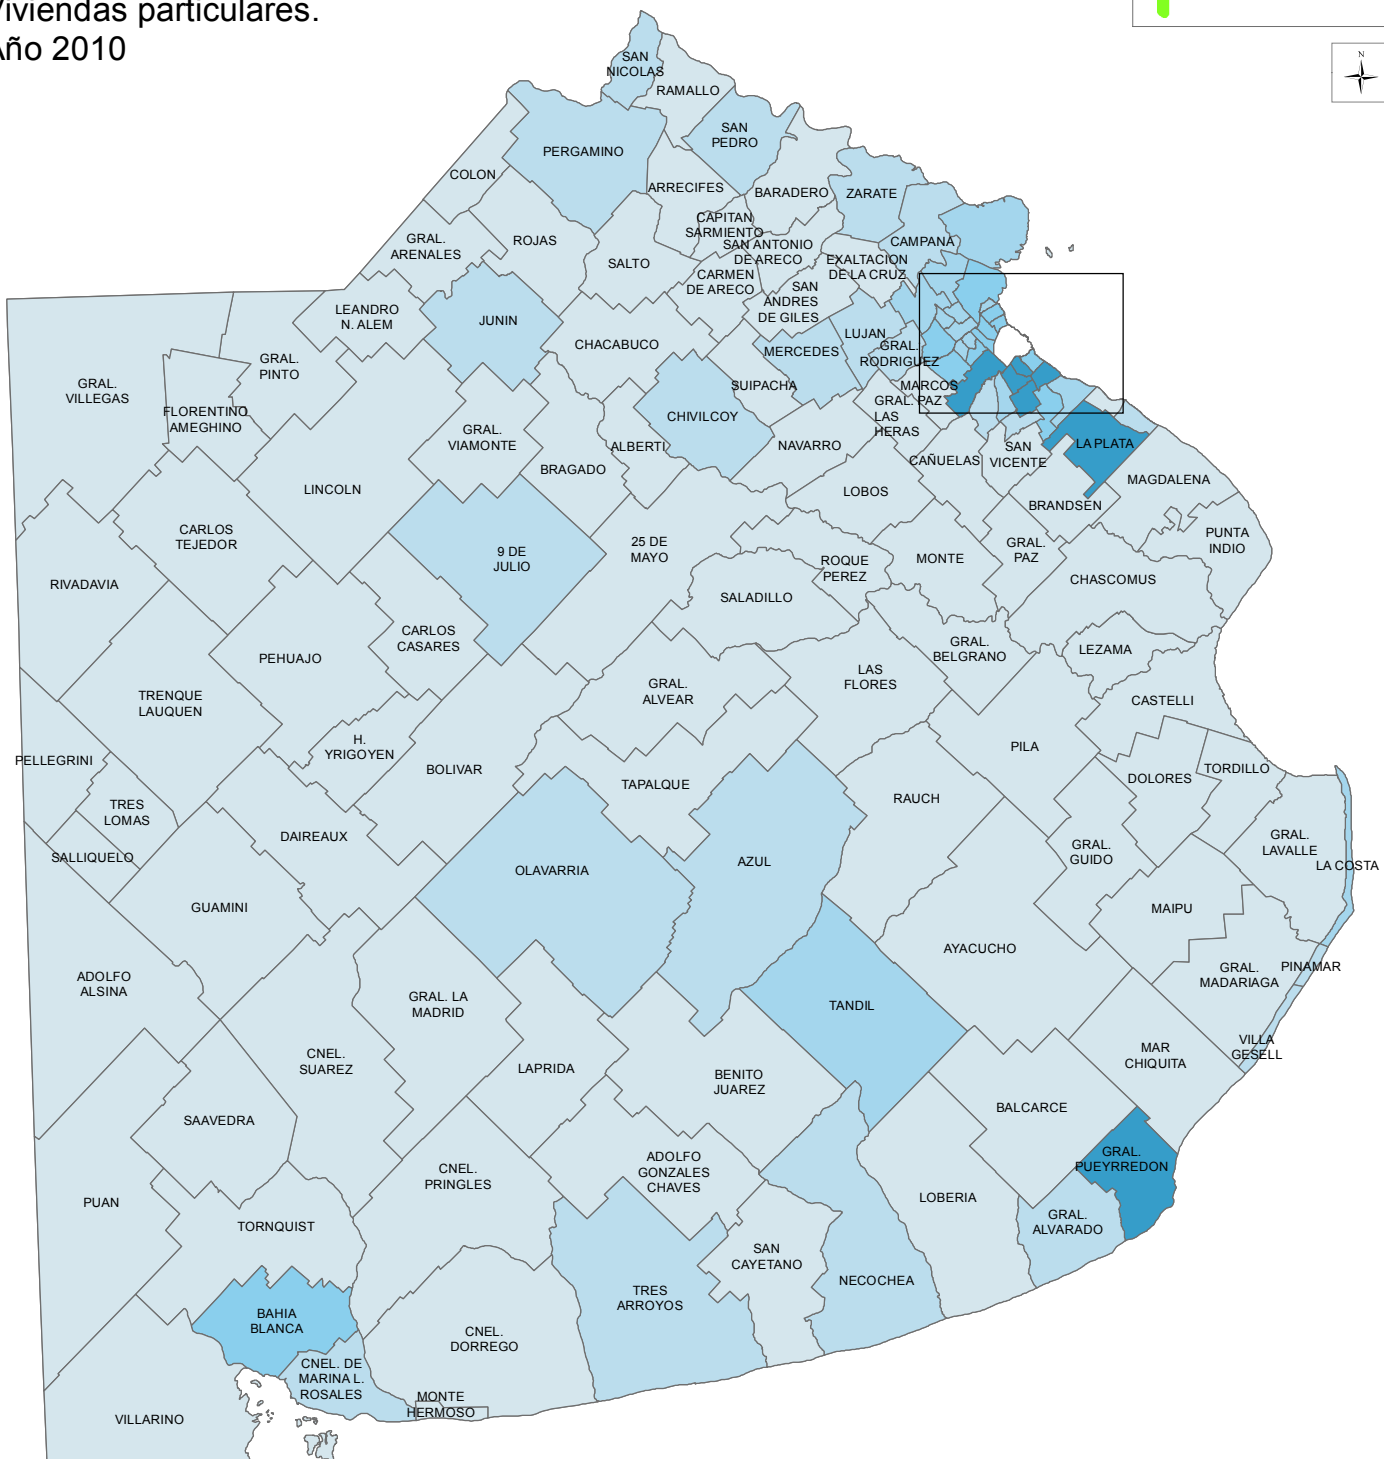 Viviendas particulares.
Año 2010
N
SAN
NICOLAS
RAMALLO
PERGAMINO
SAN
PEDRO
COLON
ARRECIFES
BARADERO
ZARATE
CAPITAN
SARMIENTO
GRAL.
ARENALES
ROJAS
SAN ANTONIO
DE ARECO
CAMPANA
SALTO
EXALTACION
DE LA CRUZ
CARMEN
DE ARECO
SAN
ANDRES
DE GILES
LEANDRO
N. ALEM
JUNIN
CHACABUCO
LUJAN
MERCEDES
GRAL.
RODRIGUEZ
GRAL.
PINTO
GRAL.
VILLEGAS
SUIPACHA
MARCOS
PAZ
GRAL.
LAS
HERAS
FLORENTINO
AMEGHINO
CHIVILCOY
GRAL.
VIAMONTE
ALBERTI
NAVARRO
LA PLATA
SAN
VICENTE
CAÑUELAS
BRAGADO
LINCOLN
LOBOS
MAGDALENA
BRANDSEN
CARLOS
TEJEDOR
PUNTA
INDIO
25 DE
MAYO
9 DE
JULIO
GRAL.
PAZ
ROQUE
PEREZ
MONTE
CHASCOMUS
RIVADAVIA
SALADILLO
CARLOS
CASARES
GRAL.
BELGRANO
LEZAMA
PEHUAJO
LAS
FLORES
GRAL.
ALVEAR
TRENQUE
LAUQUEN
CASTELLI
H.
YRIGOYEN
PILA
PELLEGRINI
BOLIVAR
TORDILLO
DOLORES
TAPALQUE
RAUCH
TRES
LOMAS
DAIREAUX
GRAL.
LAVALLE
GRAL.
GUIDO
SALLIQUELO
AZUL
LA COSTA
OLAVARRIA
GUAMINI
MAIPU
AYACUCHO
PINAMAR
GRAL.
MADARIAGA
ADOLFO
ALSINA
GRAL. LA
MADRID
TANDIL
VILLA
GESELL
MAR
CHIQUITA
CNEL.
SUAREZ
LAPRIDA
BENITO
JUAREZ
BALCARCE
SAAVEDRA
GRAL.
PUEYRREDON
ADOLFO
GONZALES
CHAVES
CNEL.
PRINGLES
PUAN
LOBERIA
GRAL.
ALVARADO
TORNQUIST
SAN
CAYETANO
NECOCHEA
TRES
ARROYOS
BAHIA
BLANCA
CNEL.
DORREGO
CNEL. DE
MARINA L.
ROSALES
MONTE
HERMOSO
VILLARINO